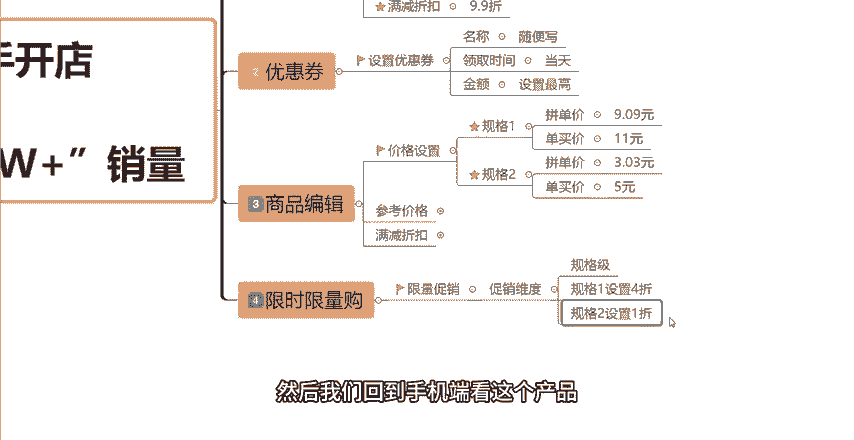 满减折扣 9.9折
手开店
W+”销量
2 优惠券
设置优惠券
名称 随便写
领取时间 当天
金额 设置最高
3 商品编辑
价格设置
规格1
拼单价 9.09元
单买价 11元
规格2
拼单价 3.03元
单买价 5元
参考价格
满减折扣
4 限时限量购
限量促销 促销维度
规格级
规格1设置4折
规格2设置1折
然后我们回到手机端看这个产品